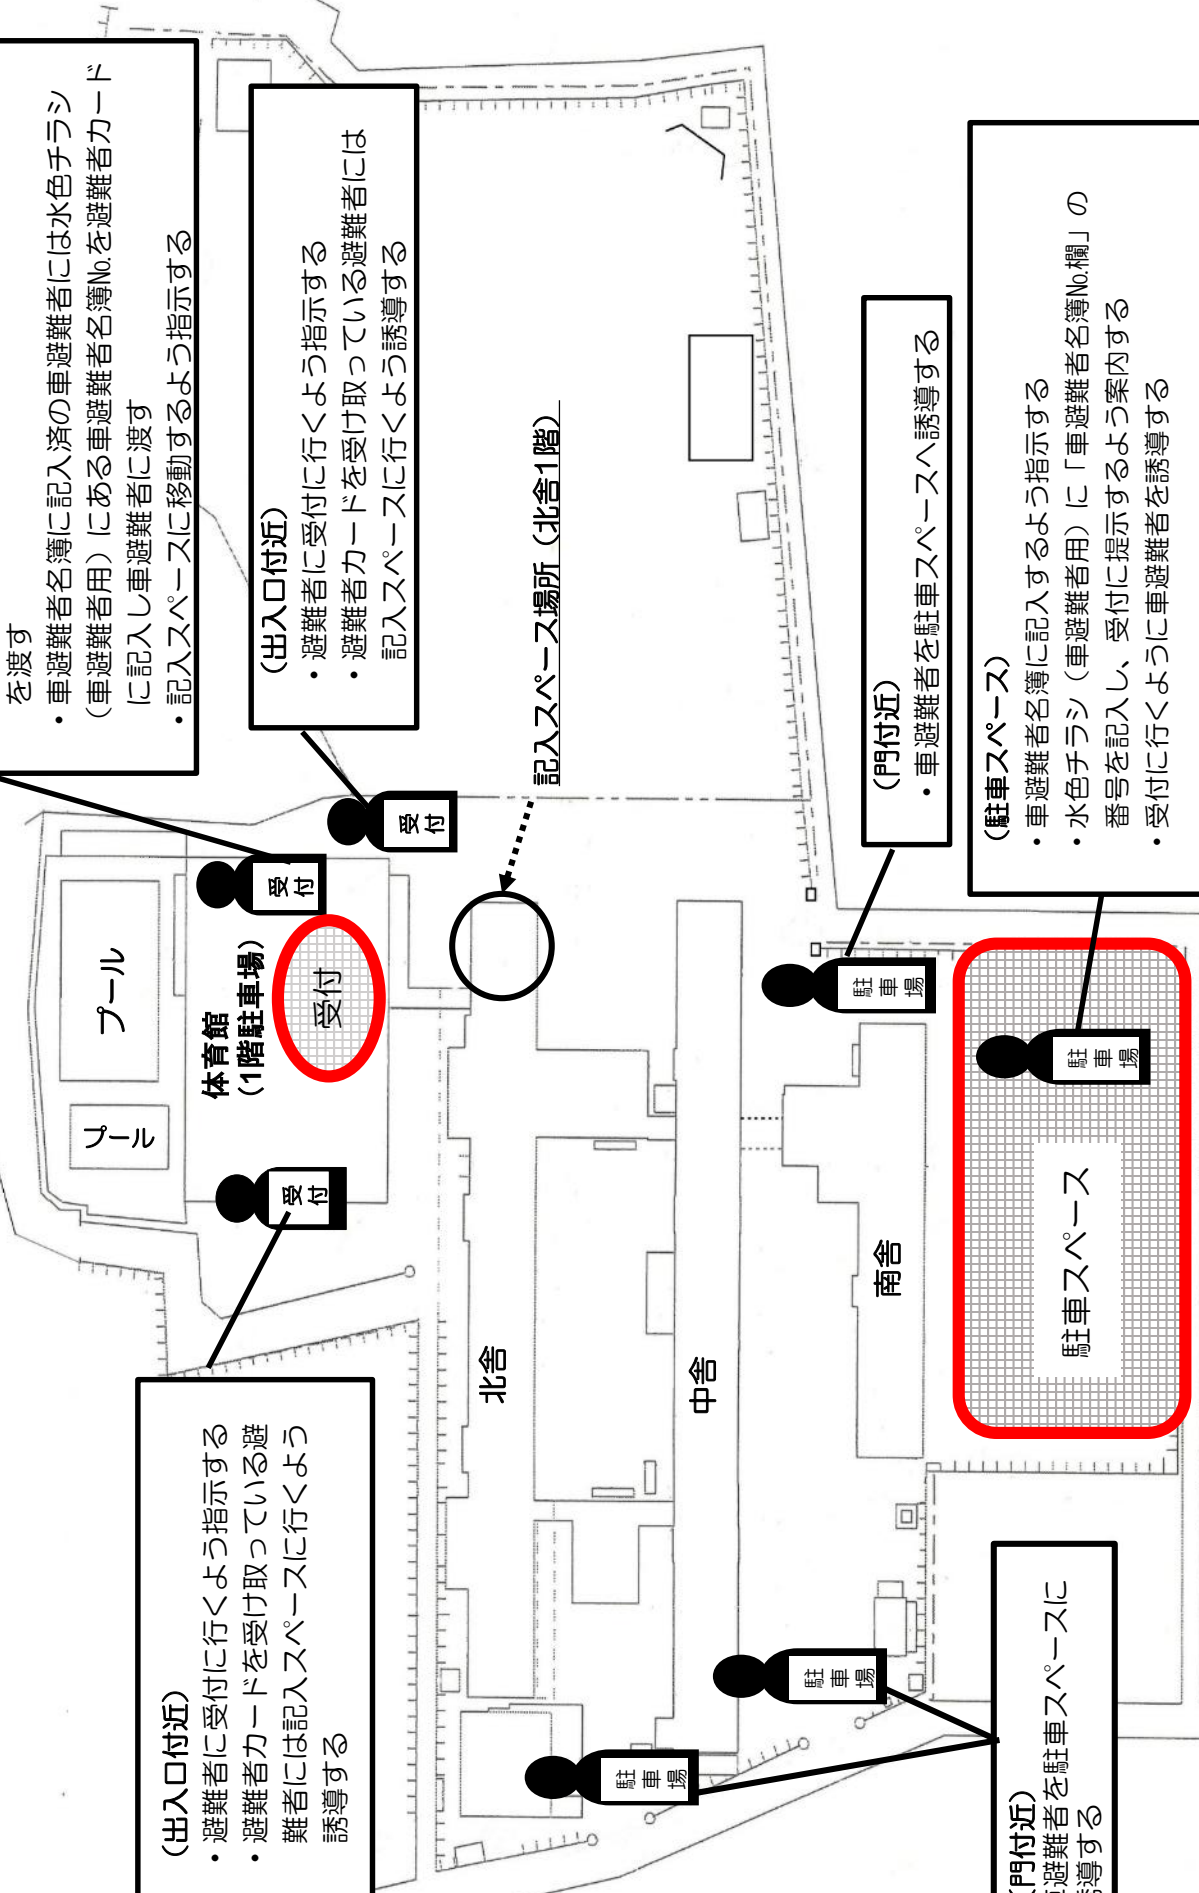 を渡す
・車避難者名簿に記入済の車避難者には水色チラシ
（車避難者用）にある車避難者名簿№を避難者カード
に記入し車避難者に渡す
・記入スペースに移動するよう指示する
（出入口付近）
・避難者に受付に行くよう指示する
・避難者カードを受け取っている避難者には
記入スペースに行くよう誘導する
記入スペース場所（北舎1階）
（門付近）
・車避難者を駐車スペースへ誘導する
（駐車スペース）
・車避難者名簿に記入するよう指示する
・水色チラシ（車避難者用）に「車避難者名簿№欄」の
番号を記入し、受付に提示するよう案内する
・受付に行くように車避難者を誘導する
プール
プール
体育館
（1階駐車場）
受付
受付
受付
受付
北舎
中舎
南舎
駐車場
駐車場
駐車スペース
駐車場
駐車場
（出入口付近）
・避難者に受付に行くよう指示する
・避難者カードを受け取っている避
難者には記入スペースに行くよう
誘導する
（門付近）
避難者を駐車スペースに
導する